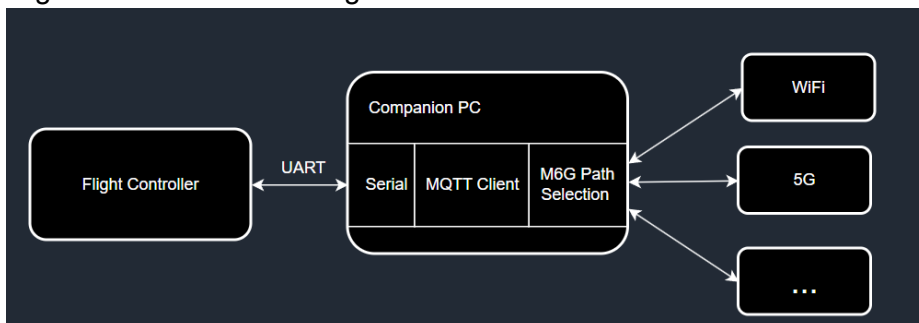 Flight Controller
UART
Companion PC
Serial
MQTT Client
M6G Path
Selection
WiFi
5G
...